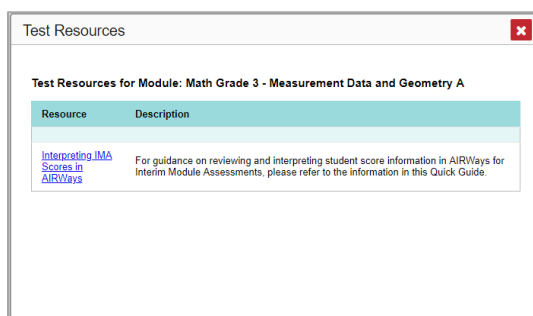 Test Resources
Test Resources for Module: Math Grade 3 - Measurement Data and Geometry A
Resource Description
Interpreting IMA
Scores in
AIRWays
For guidance on reviewing and interpreting student score information in AIRWays for
Interim Module Assessments, please refer to the information in this Quick Guide.